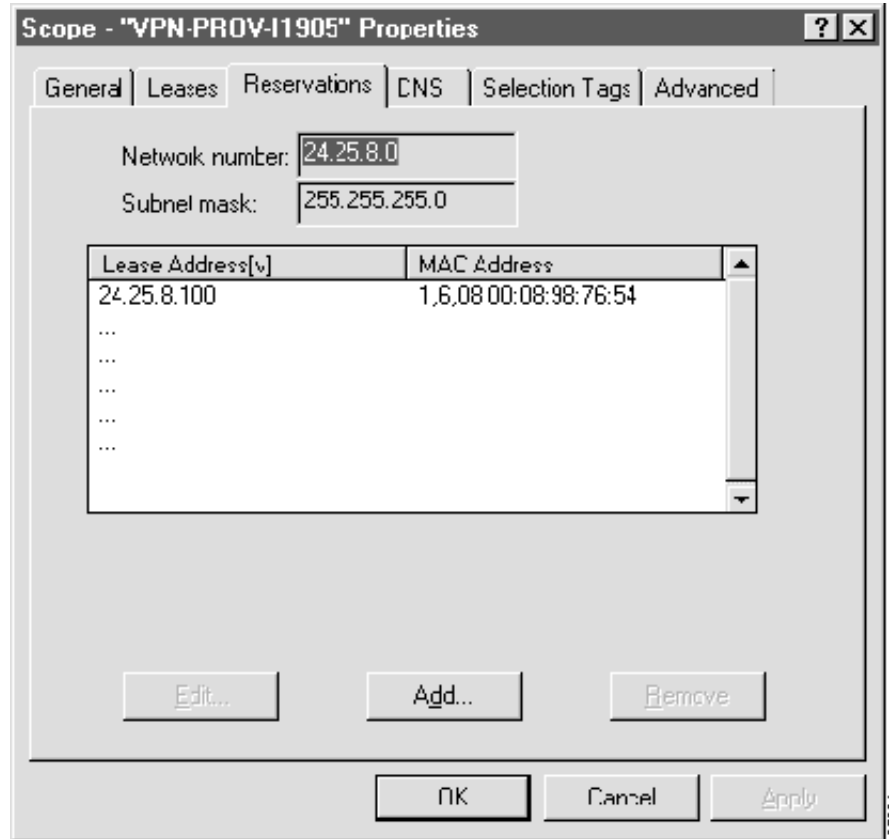 Scope - "VPN-PROV-I1905" Properties
General Leases Reservations DNS Selection Tags Advanced
Network number: 24.25.8.0
Subnet mask: 255.255.255.0
Lease Address[v] MAC Address
24.25.8.100 1,6,08:00:08:98:76:54
...
...
...
...
...
Edit... Add... Remove
OK Cancel Apply